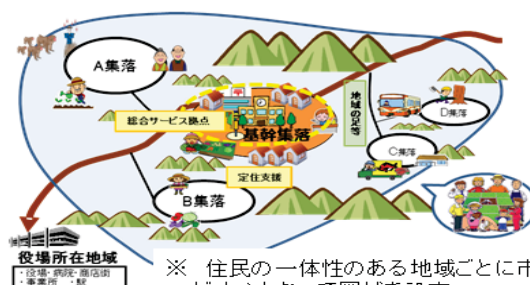 A集落
総合サービス拠点
基幹集落
地域の足等
D集落
C集落
定住支援
B集落
役場所在地域
・役場・病院・商店街
・事業所 ・駅
※ 住民の一体性のある地域ごとに市